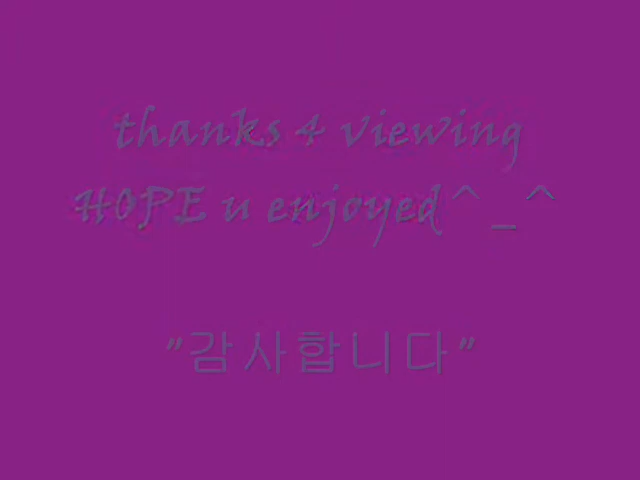 thanks 4 viewing
HOPE u enjoyed ^_^
"감사합니다"